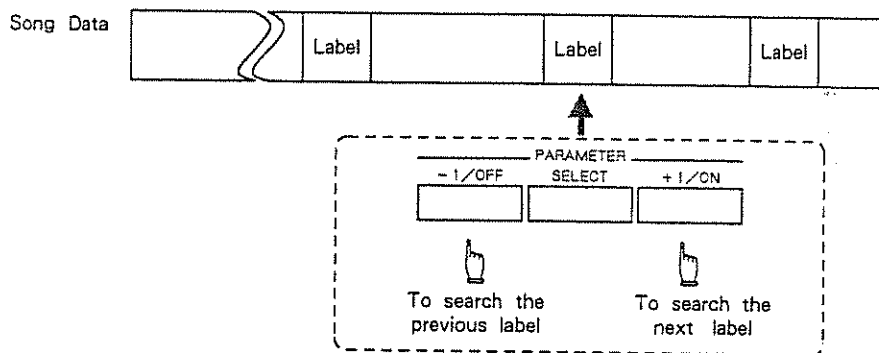 Song Data
Label
Label
Label
PARAMETER
- 1/OFF
SELECT
+ 1/ON
To search the
previous label
To search the
next label